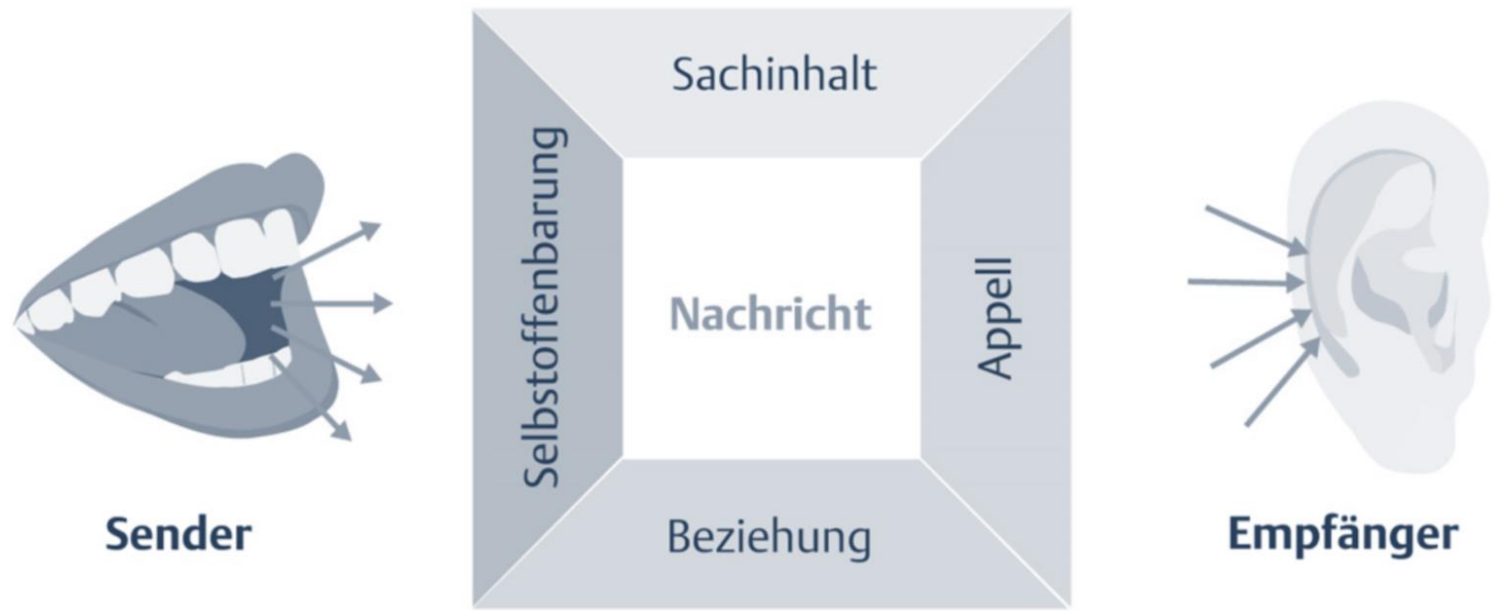 Sachinhalt
Selbstoffenbarung
Nachricht
Appell
Beziehung
Sender
Empfänger